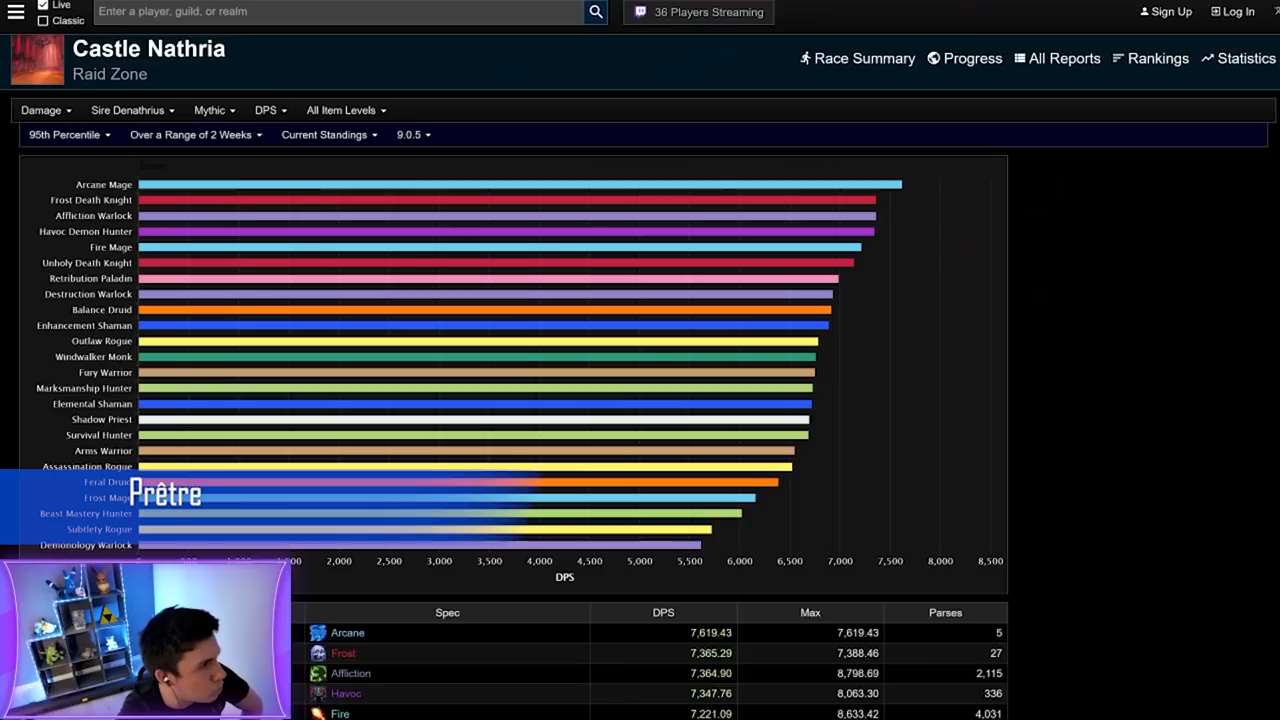 Live
Classic
Enter a player, guild, or realm
36 Players Streaming
Sign Up
Log In
Castle Nathria
Raid Zone
Race Summary
Progress
All Reports
Rankings
Statistics
Damage
Sire Denathrius
Mythic
DPS
All Item Levels
95th Percentile
Over a Range of 2 Weeks
Current Standings
9.0.5
Arcane Mage
Frost Death Knight
Affliction Warlock
Havoc Demon Hunter
Fire Mage
Unholy Death Knight
Retribution Paladin
Destruction Warlock
Balance Druid
Enhancement Shaman
Outlaw Rogue
Windwalker Monk
Fury Warrior
Marksmanship Hunter
Elemental Shaman
Shadow Priest
Survival Hunter
Arms Warrior
Assassination Rogue
Feral Druid
Frost Mage
Prêtre
Beast Mastery Hunter
Subtlety Rogue
Demonology Warlock
2,000 2,500 3,000 3,500 4,000 4,500 5,000 5,500 6,000 6,500 7,000 7,500 8,000 8,500
DPS
Spec DPS Max Parses
Arcane 7,619.43 7,619.43 5
Frost 7,365.29 7,388.46 27
Affliction 7,364.90 8,798.69 2,115
Havoc 7,347.76 8,063.30 336
Fire 7,221.09 8,633.42 4,031